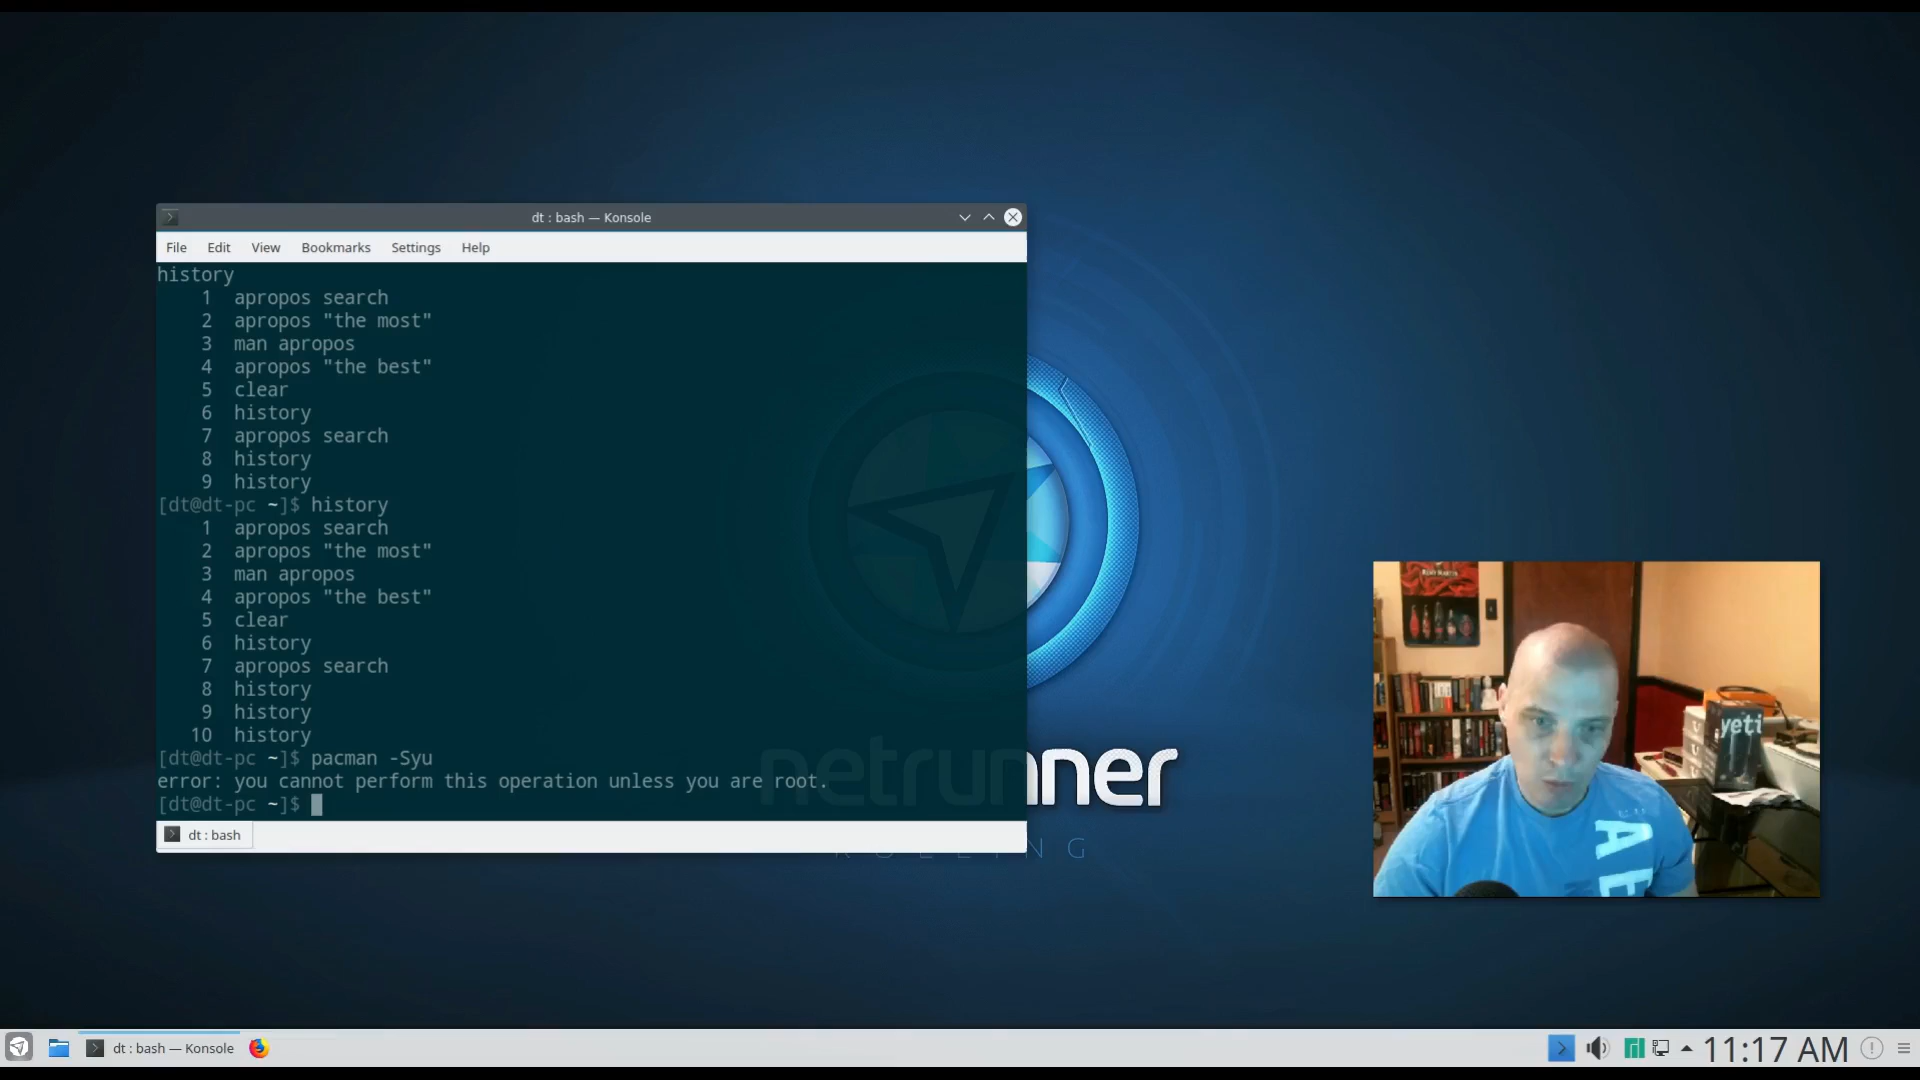 dt : bash — Konsole
File Edit View Bookmarks Settings Help
history
1 apropos search
2 apropos "the most"
3 man apropos
4 apropos "the best"
5 clear
6 history
7 apropos search
8 history
9 history
[dt@dt-pc ~]$ history
1 apropos search
2 apropos "the most"
3 man apropos
4 apropos "the best"
5 clear
6 history
7 apropos search
8 history
9 history
10 history
[dt@dt-pc ~]$ pacman -Syu
error: you cannot perform this operation unless you are root.
[dt@dt-pc ~]$
dt : bash
netrunner
ROLLING
yeti
AE
dt : bash — Konsole
11:17 AM